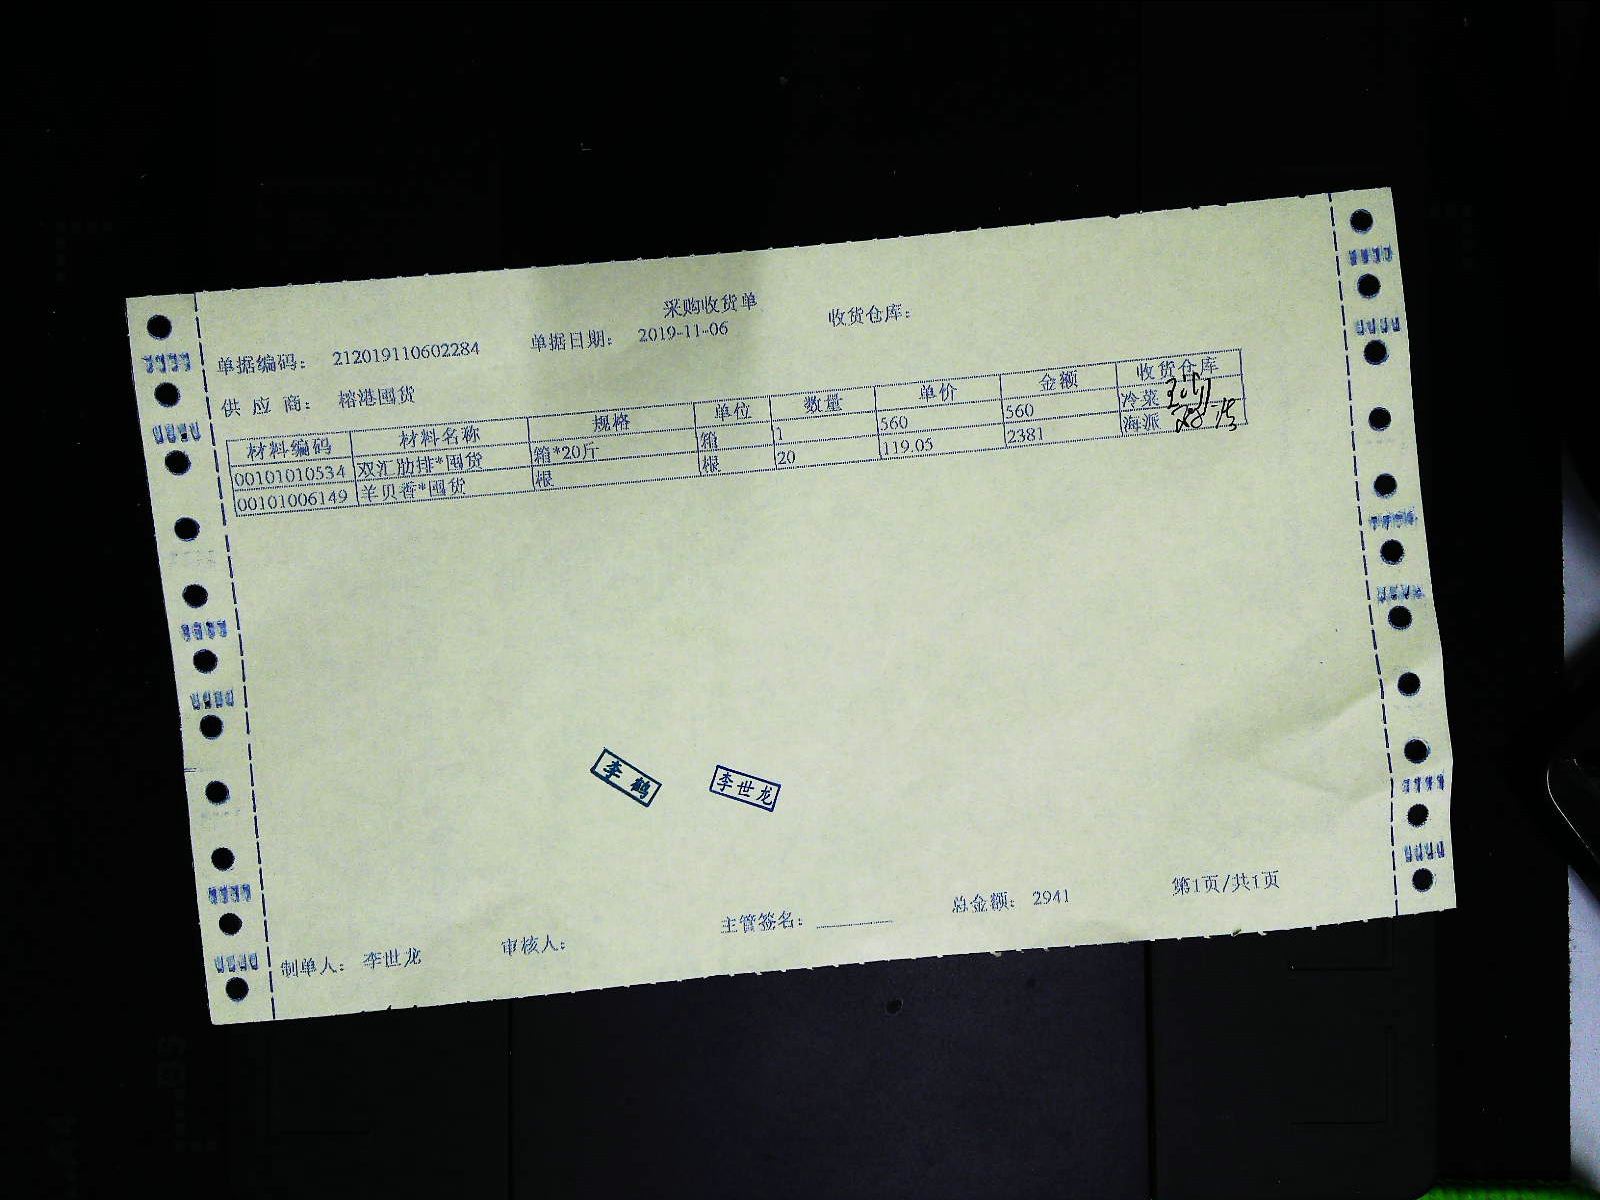 采购收货单
单据编码： 212019110602284 单据日期： 2019-11-06 收货仓库：
供 应 商： 榕港囤货
材料编码 材料名称 规格 单位 数量 单价 金额 收货仓库
00101010534 双汇肋排*囤货 箱*20斤 箱 1 560 560 冷菜
00101006149 羊贝香*囤货 根 根 20 119.05 2381 海派
李鹤 李世龙
制单人： 李世龙 审核人： 主管签名： 总金额： 2941 第1页/共1页